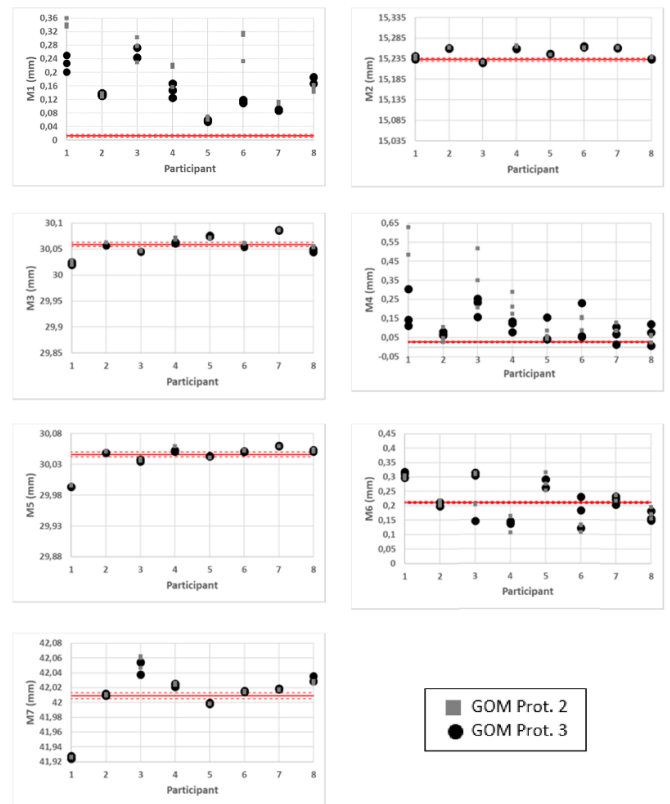 0,36
0,32
0,28
0,24
0,2
0,16
0,12
0,08
0,04
0
M1 (mm)
1 2 3 4 5 6 7 8
Participant
15,335
15,285
15,235
15,185
15,135
15,085
15,035
M2 (mm)
1 2 3 4 5 6 7 8
Participant
30,1
30,05
30
29,95
29,9
29,85
M3 (mm)
1 2 3 4 5 6 7 8
Participant
0,65
0,55
0,45
0,35
0,25
0,15
0,05
-0,05
M4 (mm)
1 2 3 4 5 6 7 8
Participant
30,08
30,03
29,98
29,93
29,88
M5 (mm)
1 2 3 4 5 6 7 8
Participant
0,45
0,4
0,35
0,3
0,25
0,2
0,15
0,1
0,05
0
M6 (mm)
1 2 3 4 5 6 7 8
Participant
42,08
42,06
42,04
42,02
42
41,98
41,96
41,94
41,92
M7 (mm)
1 2 3 4 5 6 7 8
Participant
GOM Prot. 2
GOM Prot. 3